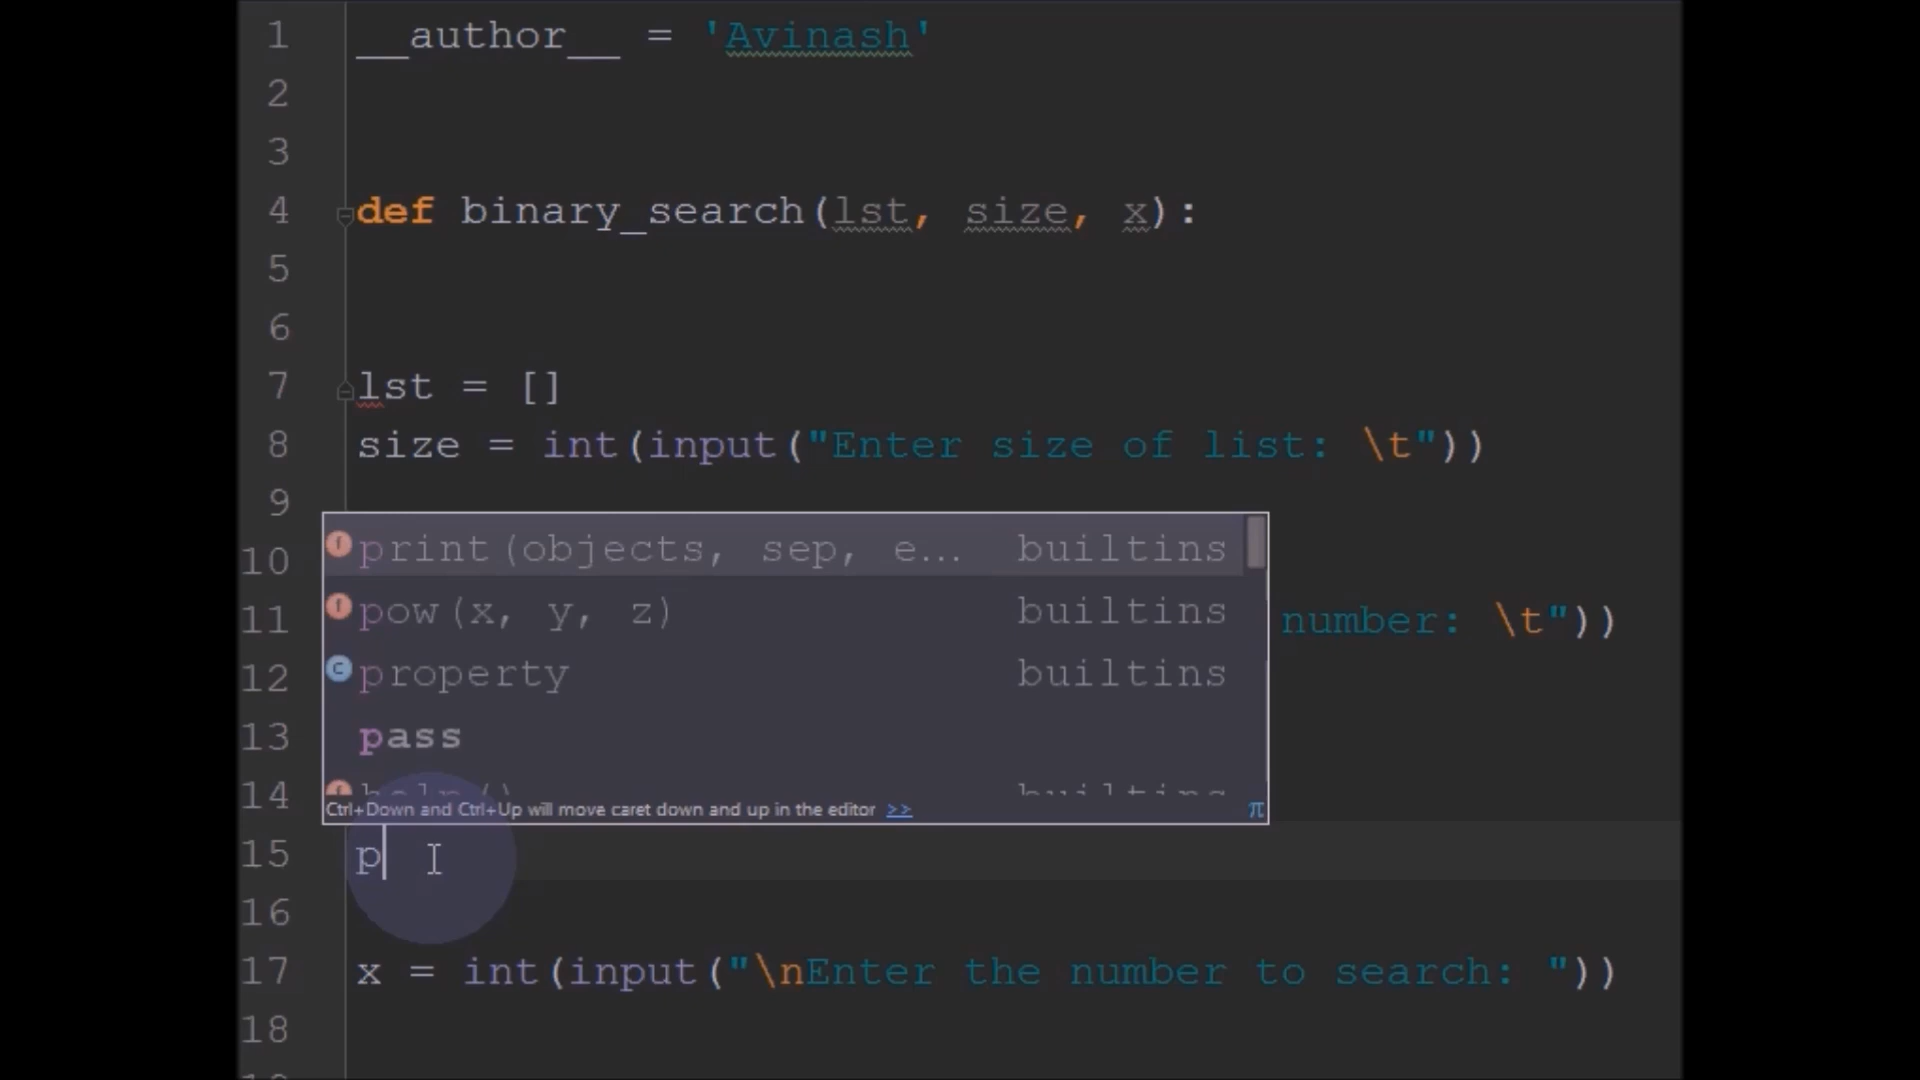 1 __author__ = 'Avinash'
2
3
4 def binary_search(lst, size, x):
5
6
7 lst = []
8 size = int(input("Enter size of list: \t"))
9
print(objects, sep, e... builtins
10
pow(x, y, z) builtins
11 number: \t"))
property builtins
12
pass
13
help() builtins
14
Ctrl+Down and Ctrl+Up will move caret down and up in the editor >> π
15 p
16
17 x = int(input("\nEnter the number to search: "))
18